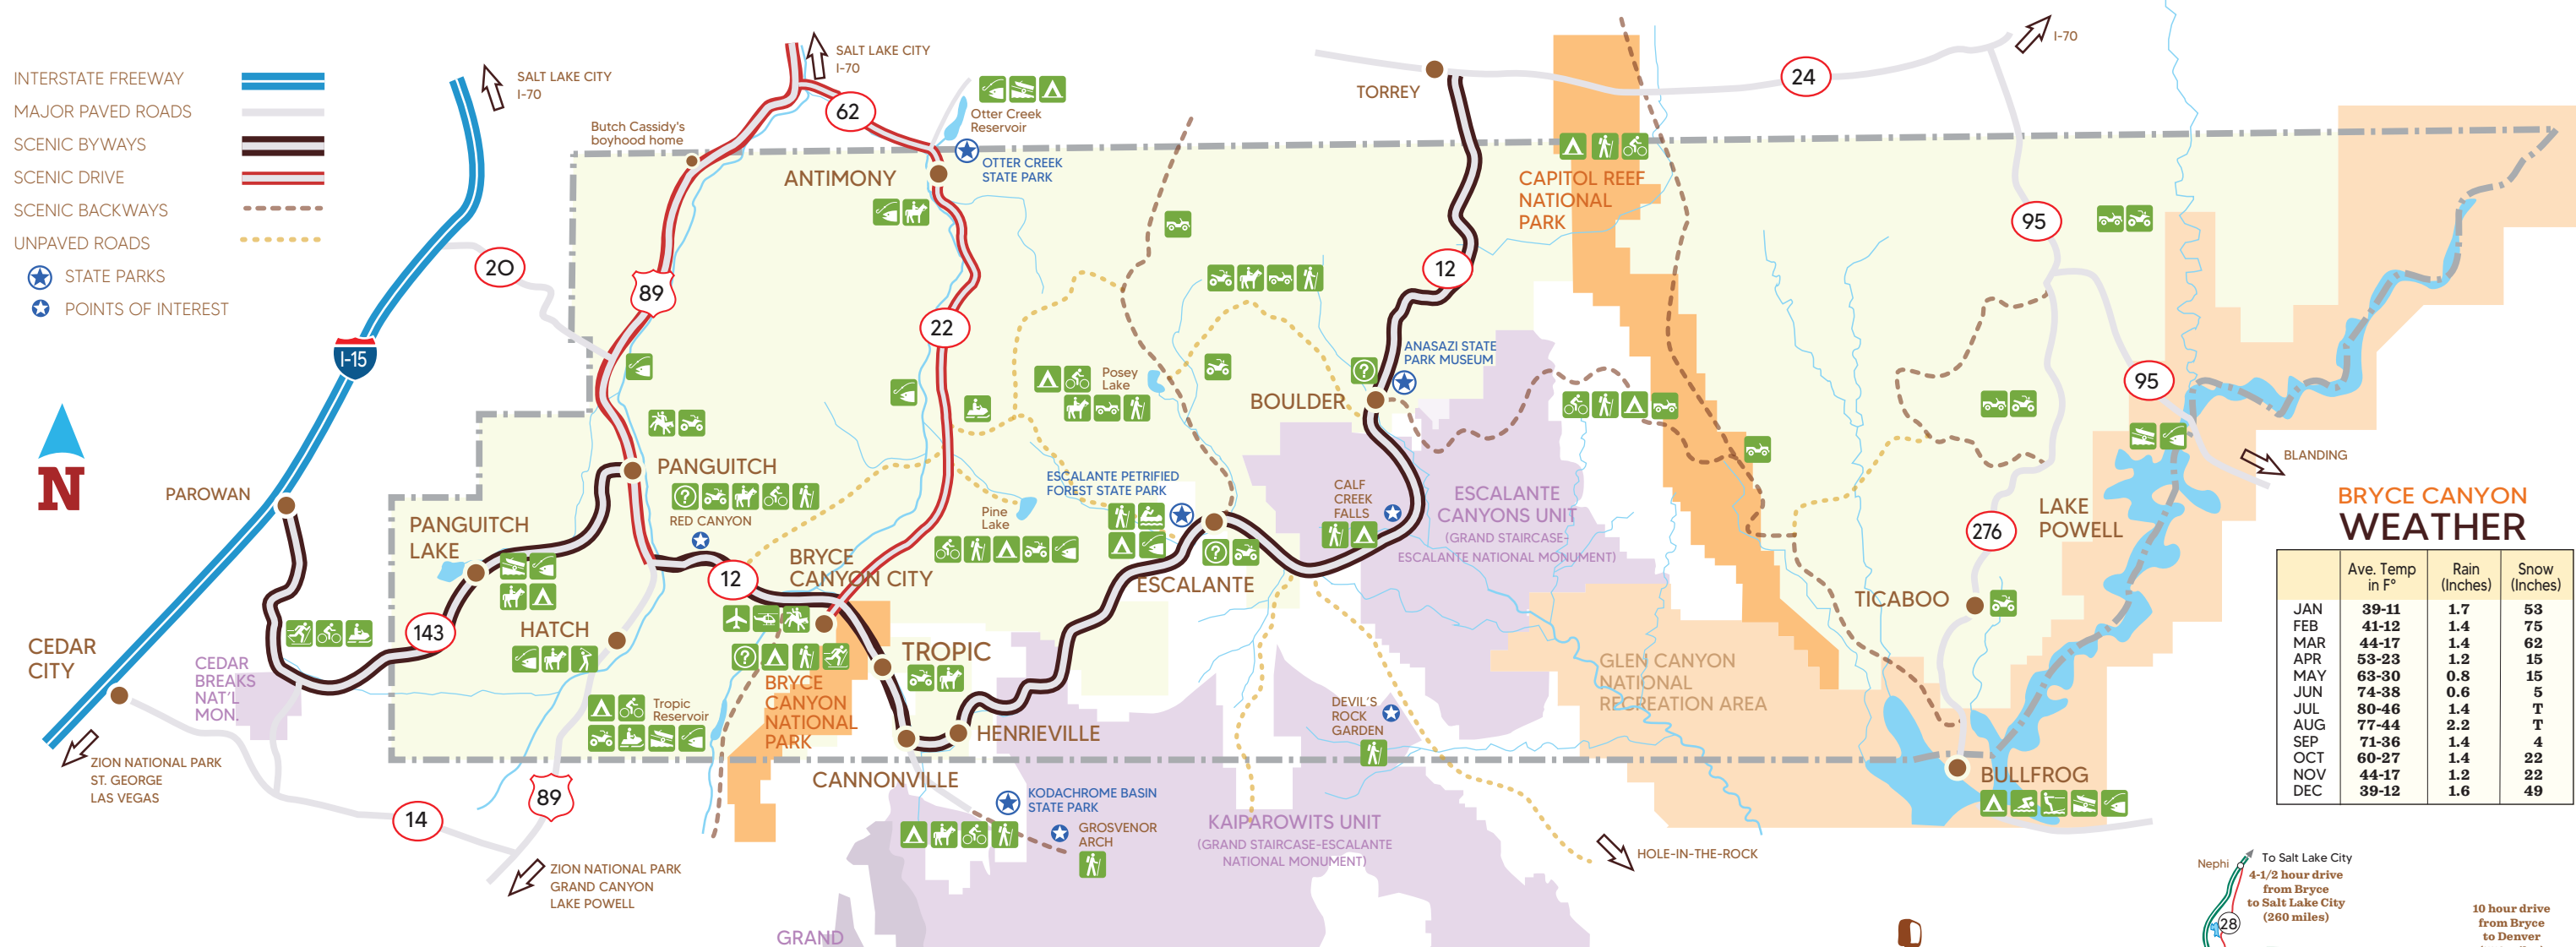 INTERSTATE FREEWAY
MAJOR PAVED ROADS
SCENIC BYWAYS
SCENIC DRIVE
SCENIC BACKWAYS
UNPAVED ROADS
STATE PARKS
POINTS OF INTEREST
N
SALT LAKE CITY
I-70
20
I-15
PAROWAN
CEDAR
CITY
CEDAR
BREAKS
NAT'L
MON.
ZION NATIONAL PARK
ST. GEORGE
LAS VEGAS
14
143
PANGUITCH
LAKE
HATCH
89
ZION NATIONAL PARK
GRAND CANYON
LAKE POWELL
SALT LAKE CITY
I-70
62
Butch Cassidy's
boyhood home
89
Otter Creek
Reservoir
OTTER CREEK
STATE PARK
ANTIMONY
22
PANGUITCH
?
RED CANYON
12
BRYCE
CANYON CITY
?
BRYCE
CANYON
NATIONAL
PARK
Tropic
Reservoir
TROPIC
HENRIEVILLE
CANNONVILLE
KODACHROME BASIN
STATE PARK
GROSVENOR
ARCH
GRAND
Posey
Lake
Pine
Lake
ESCALANTE PETRIFIED
FOREST STATE PARK
?
ESCALANTE
TORREY
24
I-70
12
CAPITOL REEF
NATIONAL
PARK
?
ANASAZI STATE
PARK MUSEUM
BOULDER
CALF
CREEK
FALLS
ESCALANTE
CANYONS UNIT
(GRAND STAIRCASE-
ESCALANTE NATIONAL MONUMENT)
GLEN CANYON
NATIONAL
RECREATION AREA
DEVIL'S
ROCK
GARDEN
KAIPAROWITS UNIT
(GRAND STAIRCASE-ESCALANTE
NATIONAL MONUMENT)
HOLE-IN-THE-ROCK
95
95
BLANDING
276
LAKE
POWELL
TICABOO
BULLFROG
BRYCE CANYON
WEATHER
Ave. Temp
in F° Rain
(Inches) Snow
(Inches)
JAN 39-11 1.7 53
FEB 41-12 1.4 75
MAR 44-17 1.4 62
APR 53-23 1.2 15
MAY 63-30 0.8 15
JUN 74-38 0.6 5
JUL 80-46 1.4 T
AUG 77-44 2.2 T
SEP 71-36 1.4 4
OCT 60-27 1.4 22
NOV 44-17 1.2 22
DEC 39-12 1.6 49
Nephi
To Salt Lake City
4-1/2 hour drive
from Bryce
to Salt Lake City
(260 miles)
28
10 hour drive
from Bryce
to Denver